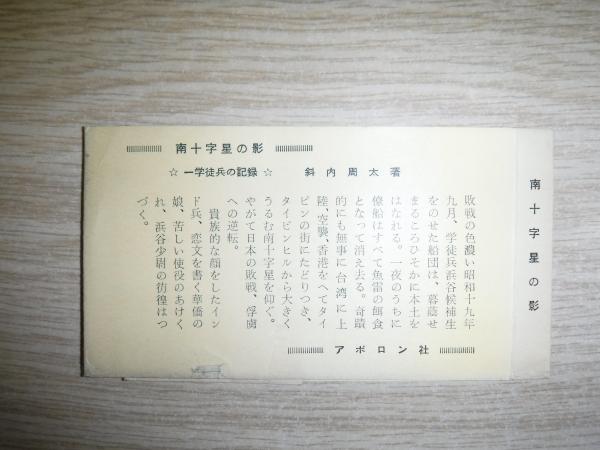 南十字星の影
☆ 一学徒兵の記録 ☆　斜内周太著
敗戦の色濃い昭和十九年
九月、学徒兵浜谷候補生
をのせた船団は、暮蔭せ
まるころひそかに本土を
はなれる。一夜のうちに
僚船はすべて魚雷の餌食
となって消え去る。奇蹟
的にも無事に台湾に上
陸、空襲、香港をへてタイ
ピンの街にたどりつき、
タイピンヒルから大きく
うるむ南十字星を仰ぐ。
やがて日本の敗戦、俘虜
への逆転。
貴族的な顔をしたイン
ド兵、恋文を書く華僑の
娘、苦しい使役のあけく
れ、浜谷少尉の彷徨はつ
づく。
アポロン社
南十字星の影